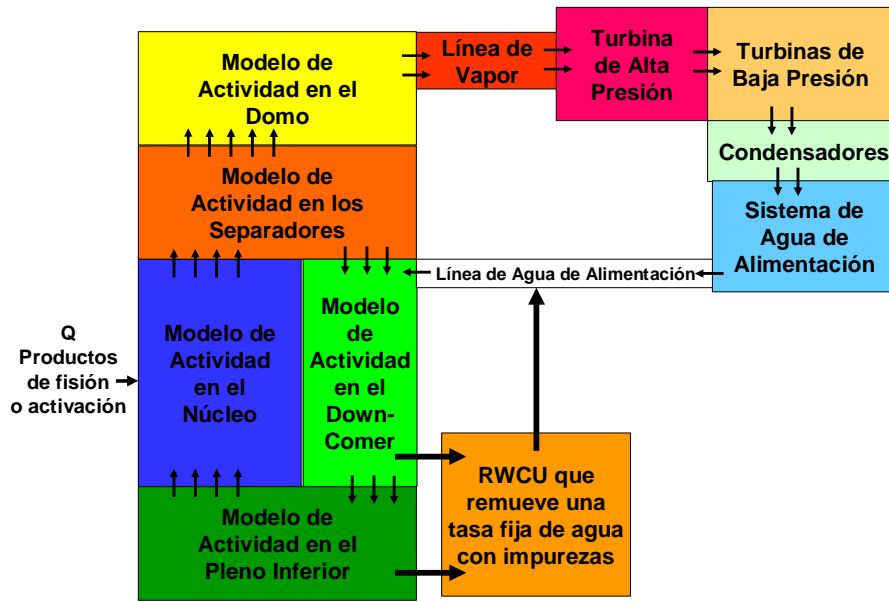 Modelo de
Actividad en el
Domo
Línea de
Vapor
Turbina
de Alta
Presión
Turbinas de
Baja Presión
Condensadores
Modelo de
Actividad en los
Separadores
Sistema de
Agua de
Alimentación
Línea de Agua de Alimentación
Q
Productos
de fisión
o activación
Modelo de
Actividad
en el
Núcleo
Modelo
de
Actividad
en el
Down-
Comer
RWCU que
remueve una
tasa fija de agua
con impurezas
Modelo de
Actividad en el
Pleno Inferior